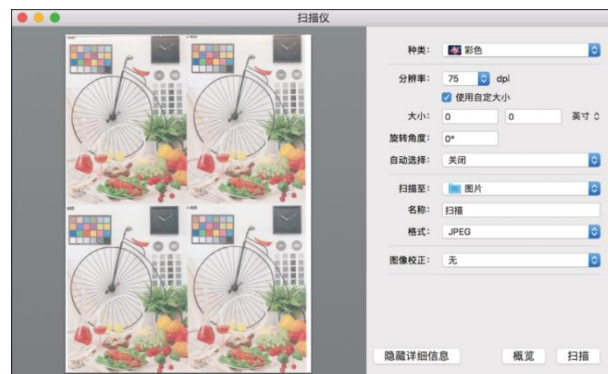 扫描仪
种类: 彩色
分辨率: 75 dpi
使用自定大小
大小: 0 0 英寸
旋转角度: 0°
自动选择: 关闭
扫描至: 图片
名称: 扫描
格式: JPEG
图像校正: 无
隐藏详细信息 概览 扫描